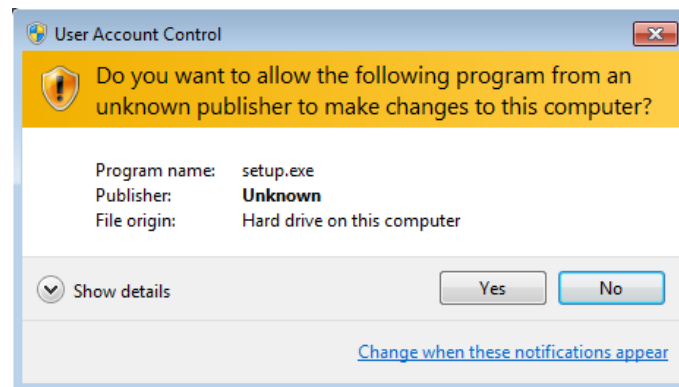 User Account Control
Do you want to allow the following program from an
unknown publisher to make changes to this computer?
Program name: setup.exe
Publisher: Unknown
File origin: Hard drive on this computer
Show details
Yes No
Change when these notifications appear